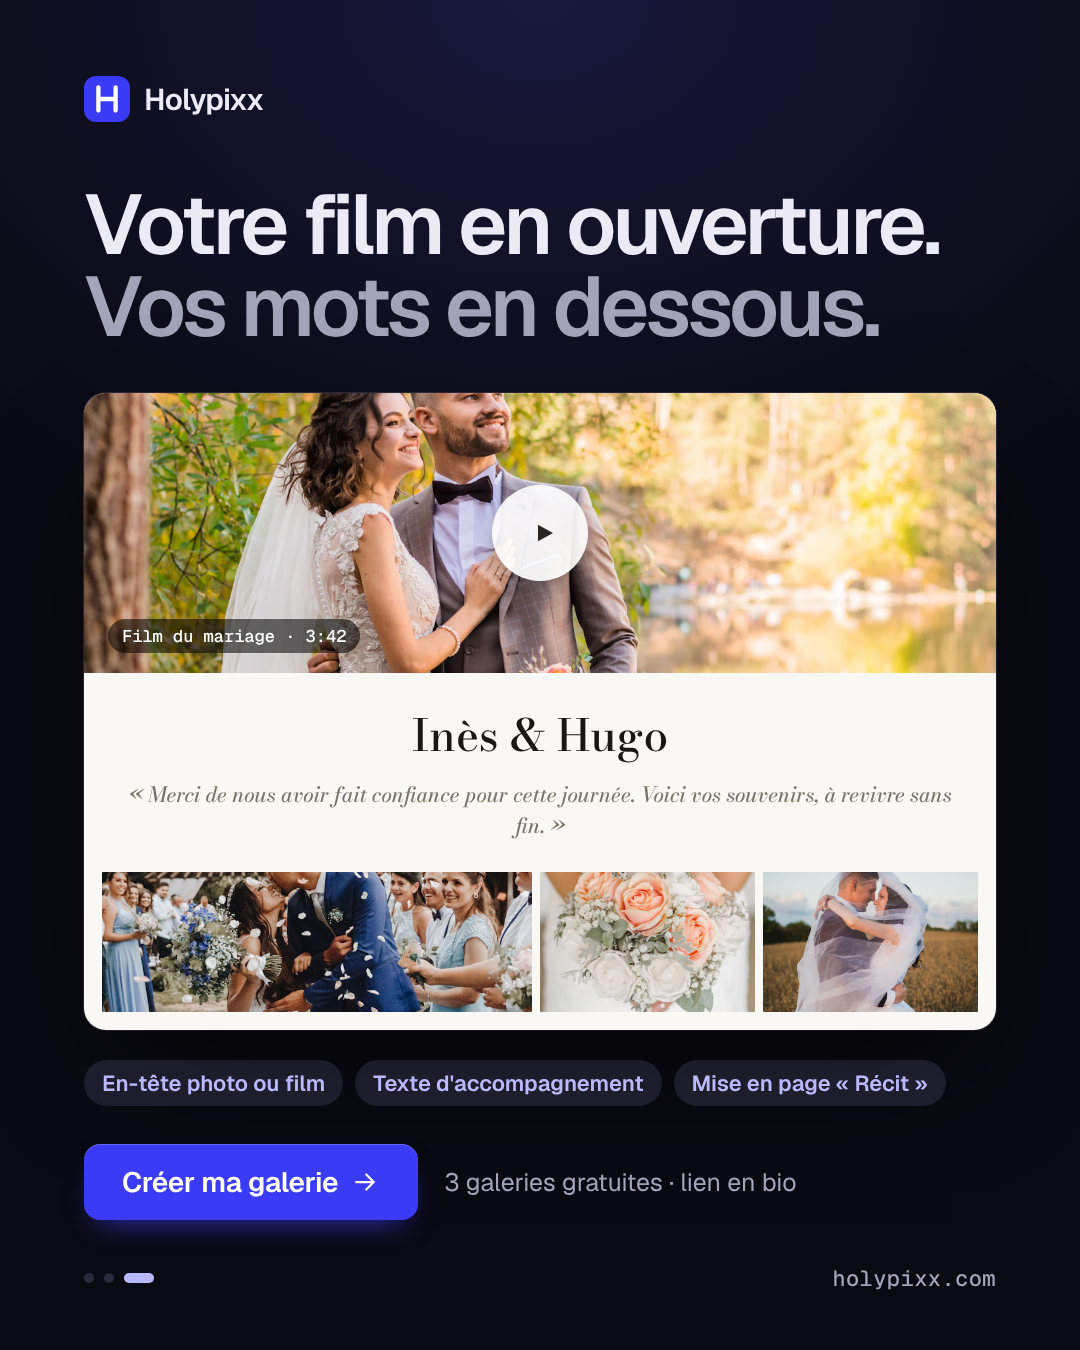 H Holypixx
Votre film en ouverture.
Vos mots en dessous.
Film du mariage · 3:42
Inès & Hugo
« Merci de nous avoir fait confiance pour cette journée. Voici vos souvenirs, à revivre sans
fin. »
En-tête photo ou film
Texte d'accompagnement
Mise en page « Récit »
Créer ma galerie →
3 galeries gratuites · lien en bio
holypixx.com